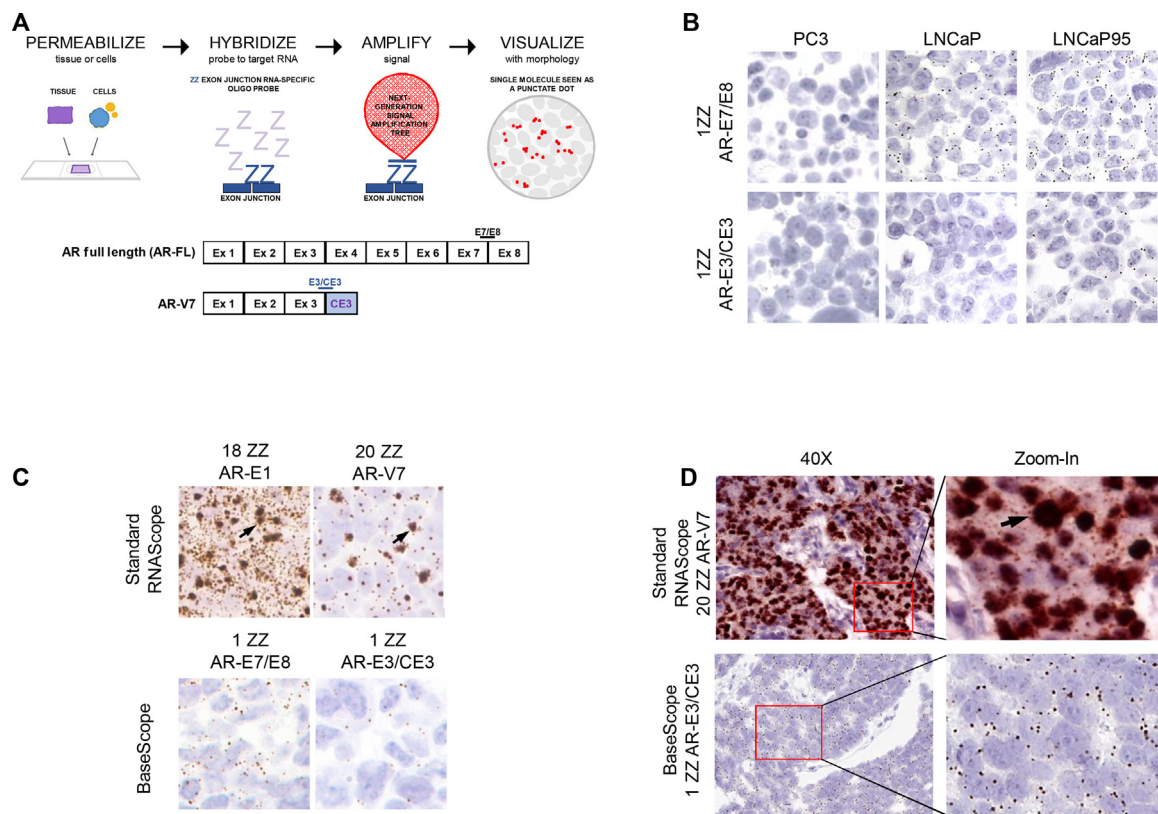 A
PERMEABILIZE
tissue or cells
HYBRIDIZE
probe to target RNA
AMPLIFY
signal
VISUALIZE
with morphology
ZZ EXON JUNCTION RNA-SPECIFIC
OLIGO PROBE
SINGLE MOLECULE SEEN AS
A PUNCTATE DOT
TISSUE
CELLS
Z Z
Z Z
Z Z
Z
ZZ
EXON JUNCTION
NEXT-
GENERATION
SIGNAL
AMPLIFICATION
TREE
ZZ
EXON JUNCTION
E7/E8
AR full length (AR-FL)
Ex 1
Ex 2
Ex 3
Ex 4
Ex 5
Ex 6
Ex 7
Ex 8
E3/CE3
AR-V7
Ex 1
Ex 2
Ex 3
CE3
B
PC3
LNCaP
LNCaP95
1ZZ
AR-E7/E8
1ZZ
AR-E3/CE3
C
18 ZZ
AR-E1
20 ZZ
AR-V7
Standard
RNAScope
1 ZZ
AR-E7/E8
1 ZZ
AR-E3/CE3
BaseScope
D
40X
Zoom-In
Standard
RNAScope
20 ZZ AR-V7
BaseScope
1 ZZ AR-E3/CE3